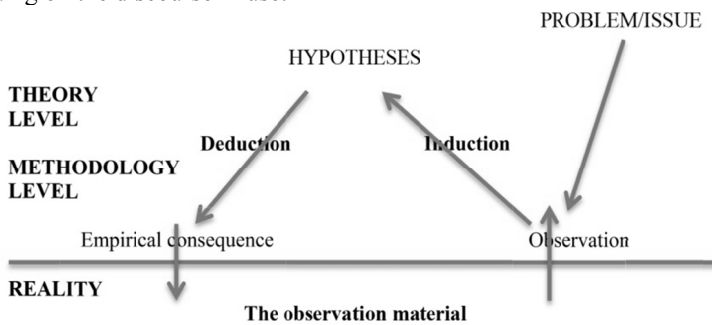 PROBLEM/ISSUE
HYPOTHESES
THEORY
LEVEL
Deduction
Induction
METHODOLOGY
LEVEL
Empirical consequence
Observation
REALITY
The observation material